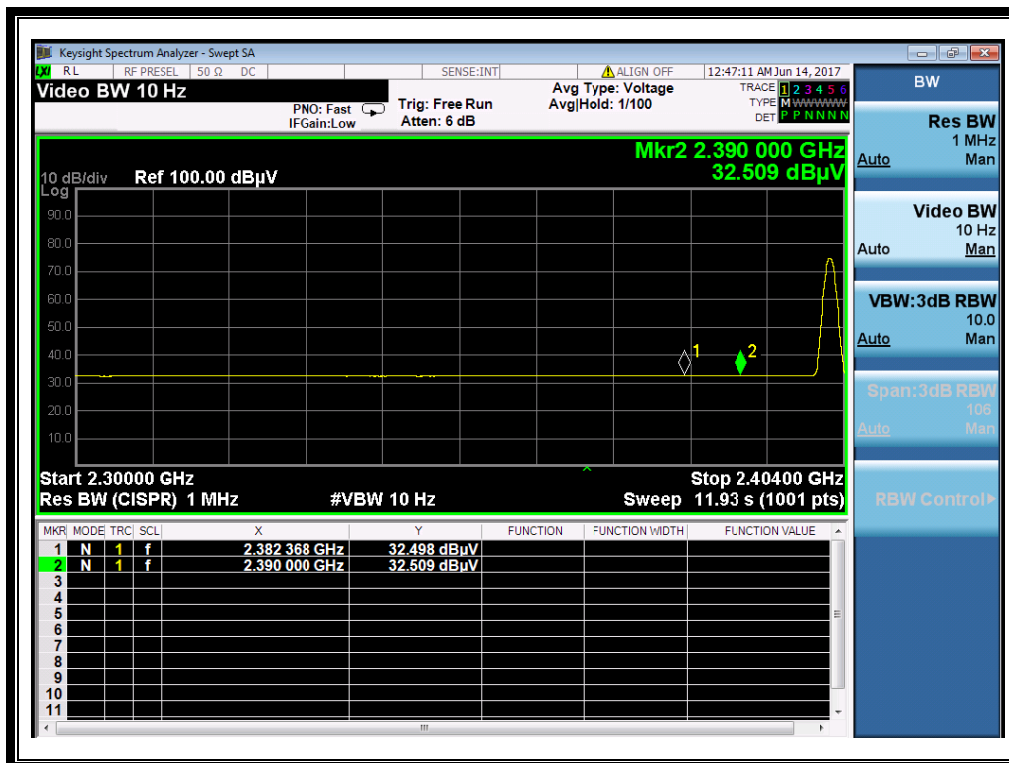 Keysight Spectrum Analyzer - Swept SA
LXI RL RF PRESEL 50 Ω DC SENSE:INT ALIGN OFF 12:47:11 AM Jun 14, 2017
Video BW 10 Hz
PNO: Fast
IFGain:Low
Trig: Free Run
Atten: 6 dB
Avg Type: Voltage
Avg|Hold: 1/100
TRACE 1 2 3 4 5 6
TYPE M WWWWW
DET P P N N N N
Mkr2 2.390 000 GHz
32.509 dBµV
10 dB/div Ref 100.00 dBµV
Log
90.0
80.0
70.0
60.0
50.0
40.0
30.0
20.0
10.0
1
2
Start 2.30000 GHz Stop 2.40400 GHz
Res BW (CISPR) 1 MHz #VBW 10 Hz Sweep 11.93 s (1001 pts)
MKR MODE TRC SCL X Y FUNCTION FUNCTION WIDTH FUNCTION VALUE
1 N 1 f 2.382 368 GHz 32.498 dBµV
2 N 1 f 2.390 000 GHz 32.509 dBµV
3
4
5
6
7
8
9
10
11
BW
Res BW
1 MHz
Auto Man
Video BW
10 Hz
Auto Man
VBW:3dB RBW
10.0
Auto Man
Span:3dB RBW
106
Auto Man
RBW Control